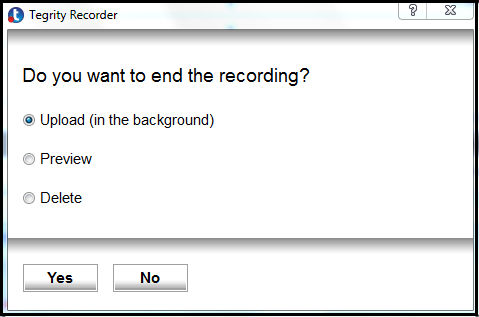 Tegrity Recorder
Do you want to end the recording?
Upload (in the background)
Preview
Delete
Yes No